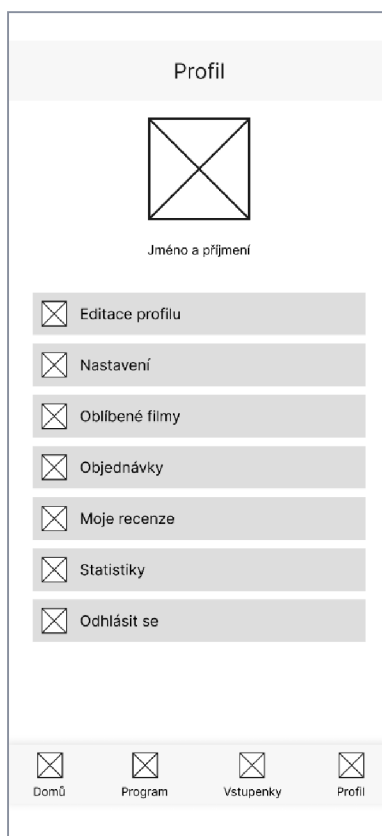 Profil
Jméno a příjmení
Editace profilu
Nastavení
Oblíbené filmy
Objednávky
Moje recenze
Statistiky
Odhlásit se
Domů Program Vstupenky Profil